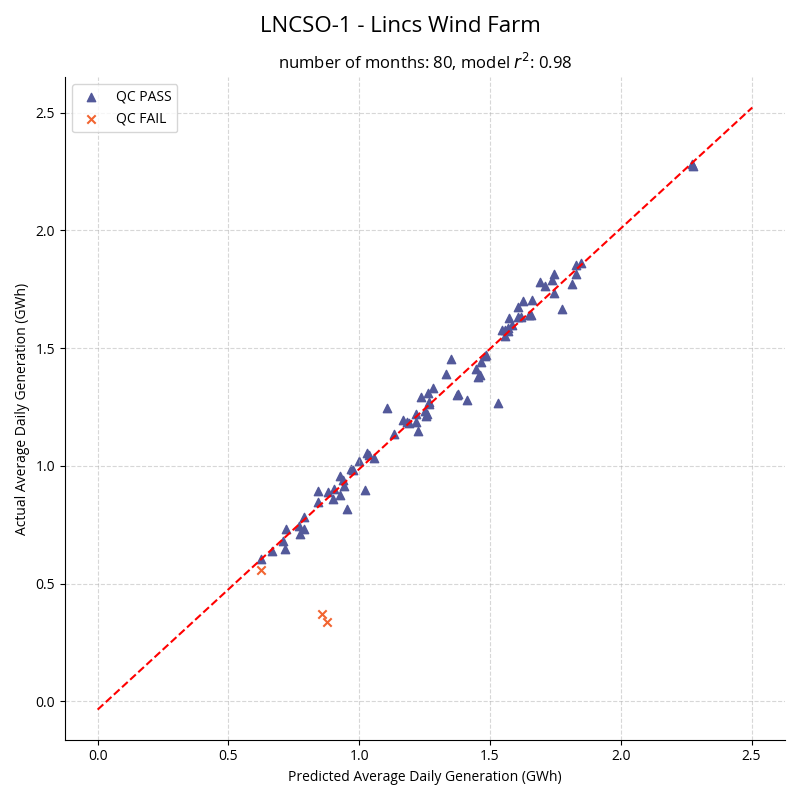 LNCSO-1 - Lincs Wind Farm
number of months: 80, model r²: 0.98
QC PASS
QC FAIL
2.5
2.0
1.5
1.0
0.5
0.0
Actual Average Daily Generation (GWh)
0.0 0.5 1.0 1.5 2.0 2.5
Predicted Average Daily Generation (GWh)